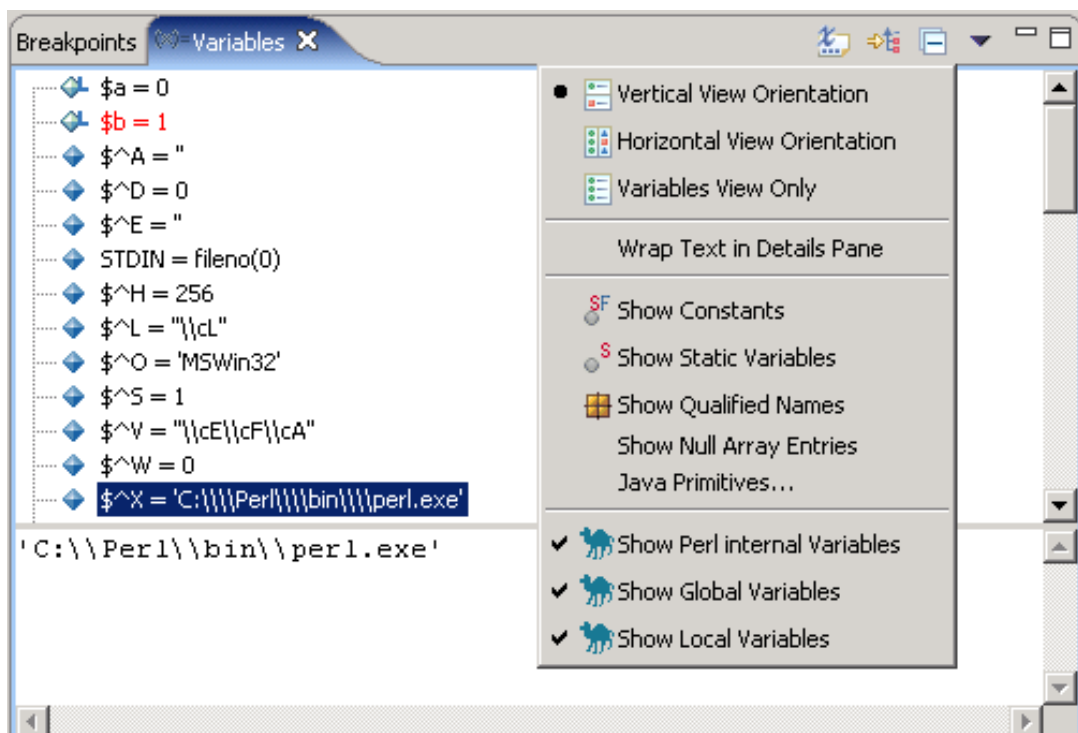 Breakpoints (x)= Variables
$a = 0
$b = 1
$^A = ''
$^D = 0
$^E = ''
STDIN = fileno(0)
$^H = 256
$^L = "\\cL"
$^O = 'MSWin32'
$^S = 1
$^V = "\\cE\\cF\\cA"
$^W = 0
$^X = 'C:\\\\Perl\\\\bin\\\\perl.exe'
'C:\\Perl\\bin\\perl.exe'
Vertical View Orientation
Horizontal View Orientation
Variables View Only
Wrap Text in Details Pane
SF Show Constants
S Show Static Variables
Show Qualified Names
Show Null Array Entries
Java Primitives...
Show Perl internal Variables
Show Global Variables
Show Local Variables